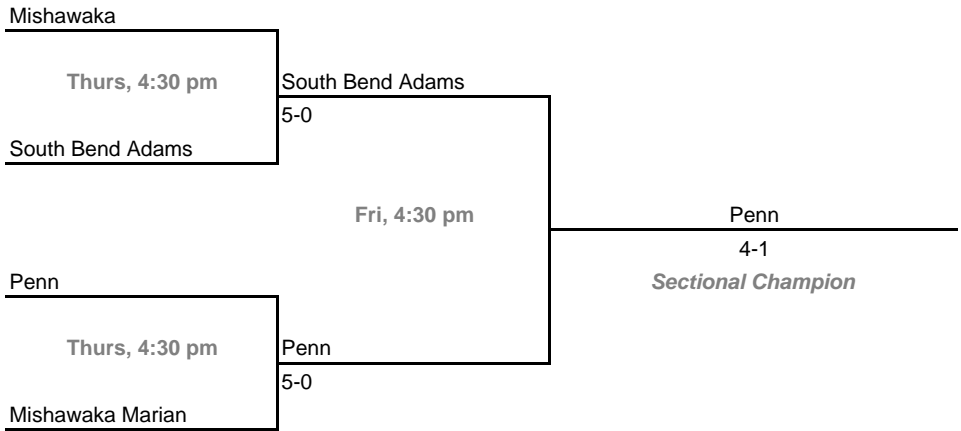 Mishawaka
Thurs, 4:30 pm
South Bend Adams
5-0
South Bend Adams
Fri, 4:30 pm
Penn
4-1
Sectional Champion
Penn
Thurs, 4:30 pm
Penn
5-0
Mishawaka Marian